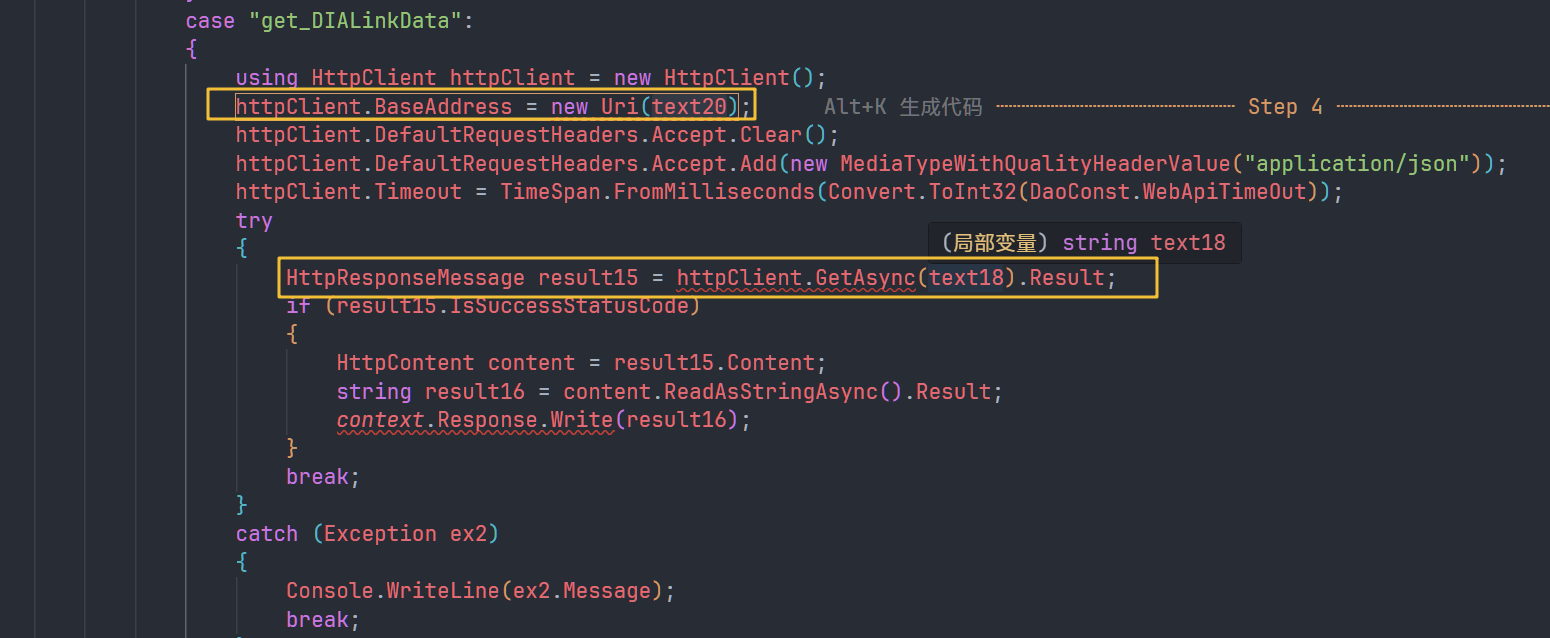 case "get_DIALinkData":
{
using HttpClient httpClient = new HttpClient();
httpClient.BaseAddress = new Uri(text20); Alt+K 生成代码 Step 4
httpClient.DefaultRequestHeaders.Accept.Clear();
httpClient.DefaultRequestHeaders.Accept.Add(new MediaTypeWithQualityHeaderValue("application/json"));
httpClient.Timeout = TimeSpan.FromMilliseconds(Convert.ToInt32(DaoConst.WebApiTimeOut));
try
{ (局部变量) string text18
HttpResponseMessage result15 = httpClient.GetAsync(text18).Result;
if (result15.IsSuccessStatusCode)
{
HttpContent content = result15.Content;
string result16 = content.ReadAsStringAsync().Result;
context.Response.Write(result16);
}
break;
}
catch (Exception ex2)
{
Console.WriteLine(ex2.Message);
break;